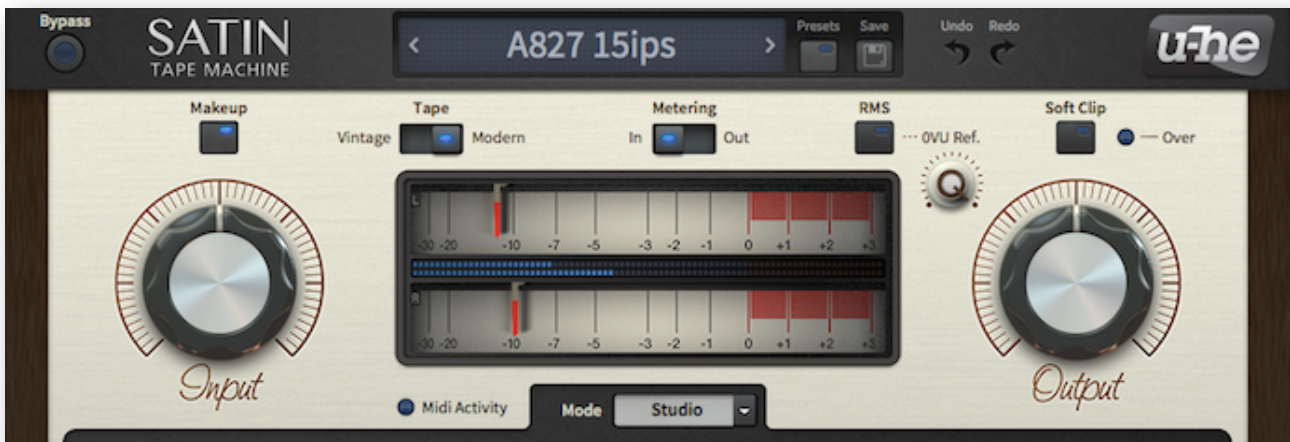 Bypass
SATIN
TAPE MACHINE
A827 15ips
Presets
Save
Undo
Redo
u-he
Makeup
Tape
Vintage
Modern
Metering
In
Out
RMS
0VU Ref.
Soft Clip
Over
L
-30 -20 -10 -7 -5 -3 -2 -1 0 +1 +2 +3
R
-30 -20 -10 -7 -5 -3 -2 -1 0 +1 +2 +3
Input
Output
Midi Activity
Mode
Studio